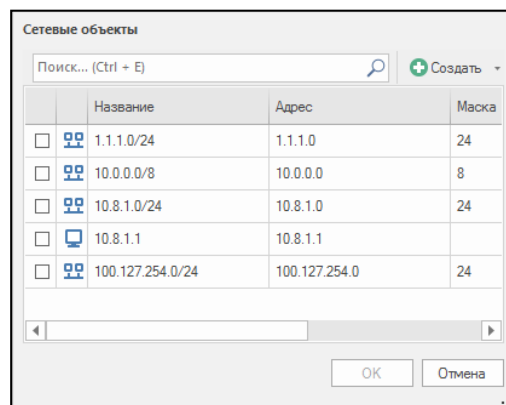 Сетевые объекты
Поиск... (Ctrl + E) Создать
Название Адрес Маска
1.1.1.0/24 1.1.1.0 24
10.0.0.0/8 10.0.0.0 8
10.8.1.0/24 10.8.1.0 24
10.8.1.1 10.8.1.1
100.127.254.0/24 100.127.254.0 24
OK Отмена